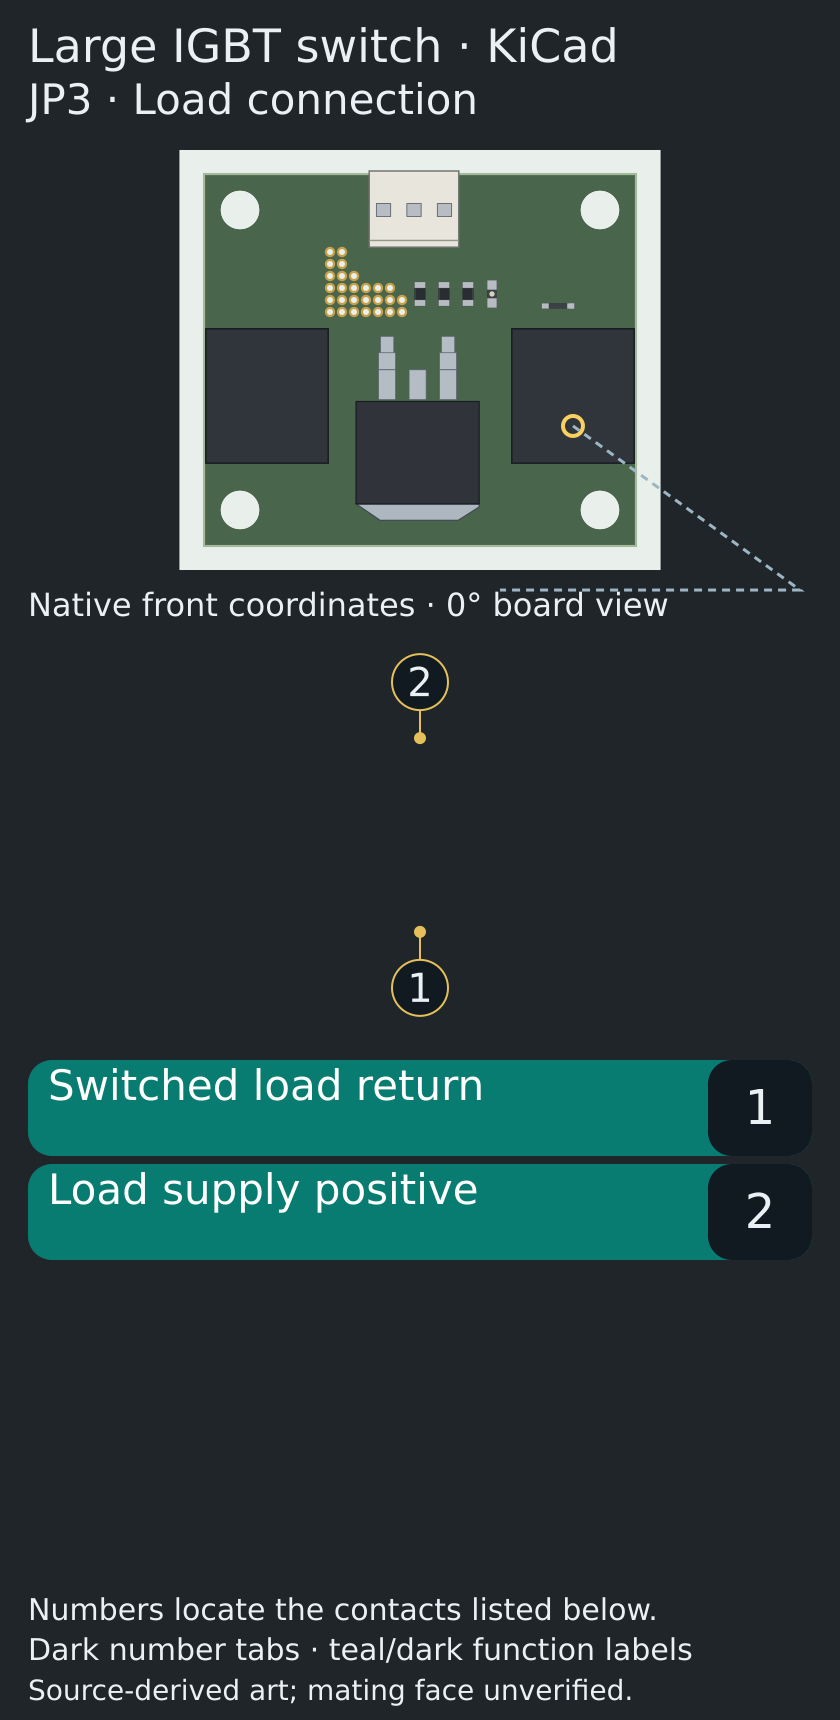 Large IGBT switch · KiCad
JP3 · Load connection
Native front coordinates · 0° board view
2
1
Switched load return 1
Load supply positive 2
Numbers locate the contacts listed below.
Dark number tabs · teal/dark function labels
Source-derived art; mating face unverified.